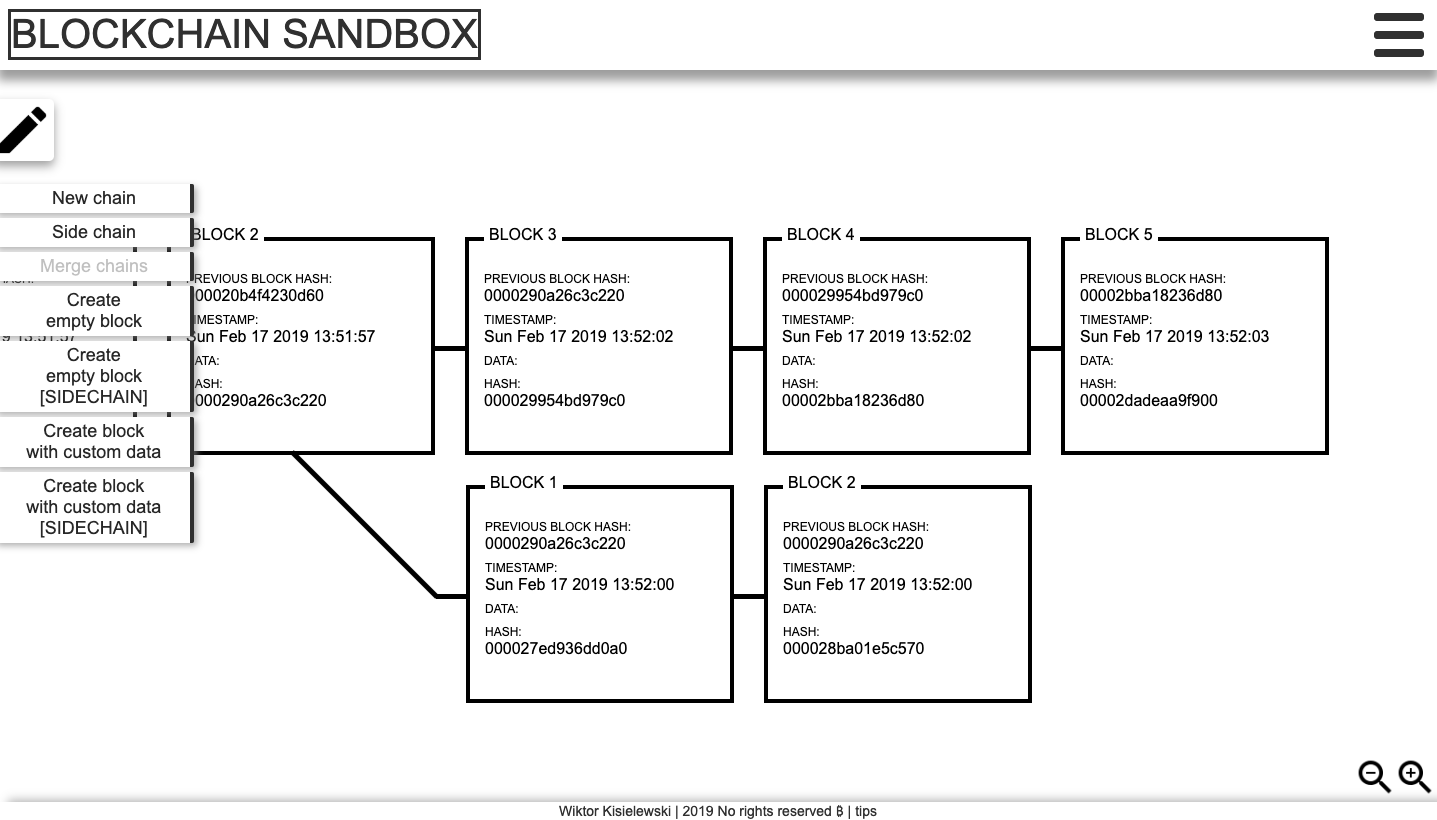 BLOCKCHAIN SANDBOX
New chain
Side chain
Merge chains
Create
empty block
Create
empty block
[SIDECHAIN]
Create block
with custom data
Create block
with custom data
[SIDECHAIN]
BLOCK 2
REVIOUS BLOCK HASH:
00020b4f4230d60
IMESTAMP:
Sun Feb 17 2019 13:51:57
ATA:
ASH:
000290a26c3c220
BLOCK 3
PREVIOUS BLOCK HASH:
0000290a26c3c220
TIMESTAMP:
Sun Feb 17 2019 13:52:02
DATA:
HASH:
000029954bd979c0
BLOCK 4
PREVIOUS BLOCK HASH:
000029954bd979c0
TIMESTAMP:
Sun Feb 17 2019 13:52:02
DATA:
HASH:
00002bba18236d80
BLOCK 5
PREVIOUS BLOCK HASH:
00002bba18236d80
TIMESTAMP:
Sun Feb 17 2019 13:52:03
DATA:
HASH:
00002dadeaa9f900
BLOCK 1
PREVIOUS BLOCK HASH:
0000290a26c3c220
TIMESTAMP:
Sun Feb 17 2019 13:52:00
DATA:
HASH:
000027ed936dd0a0
BLOCK 2
PREVIOUS BLOCK HASH:
0000290a26c3c220
TIMESTAMP:
Sun Feb 17 2019 13:52:00
DATA:
HASH:
000028ba01e5c570
Wiktor Kisielewski | 2019 No rights reserved ₿ | tips